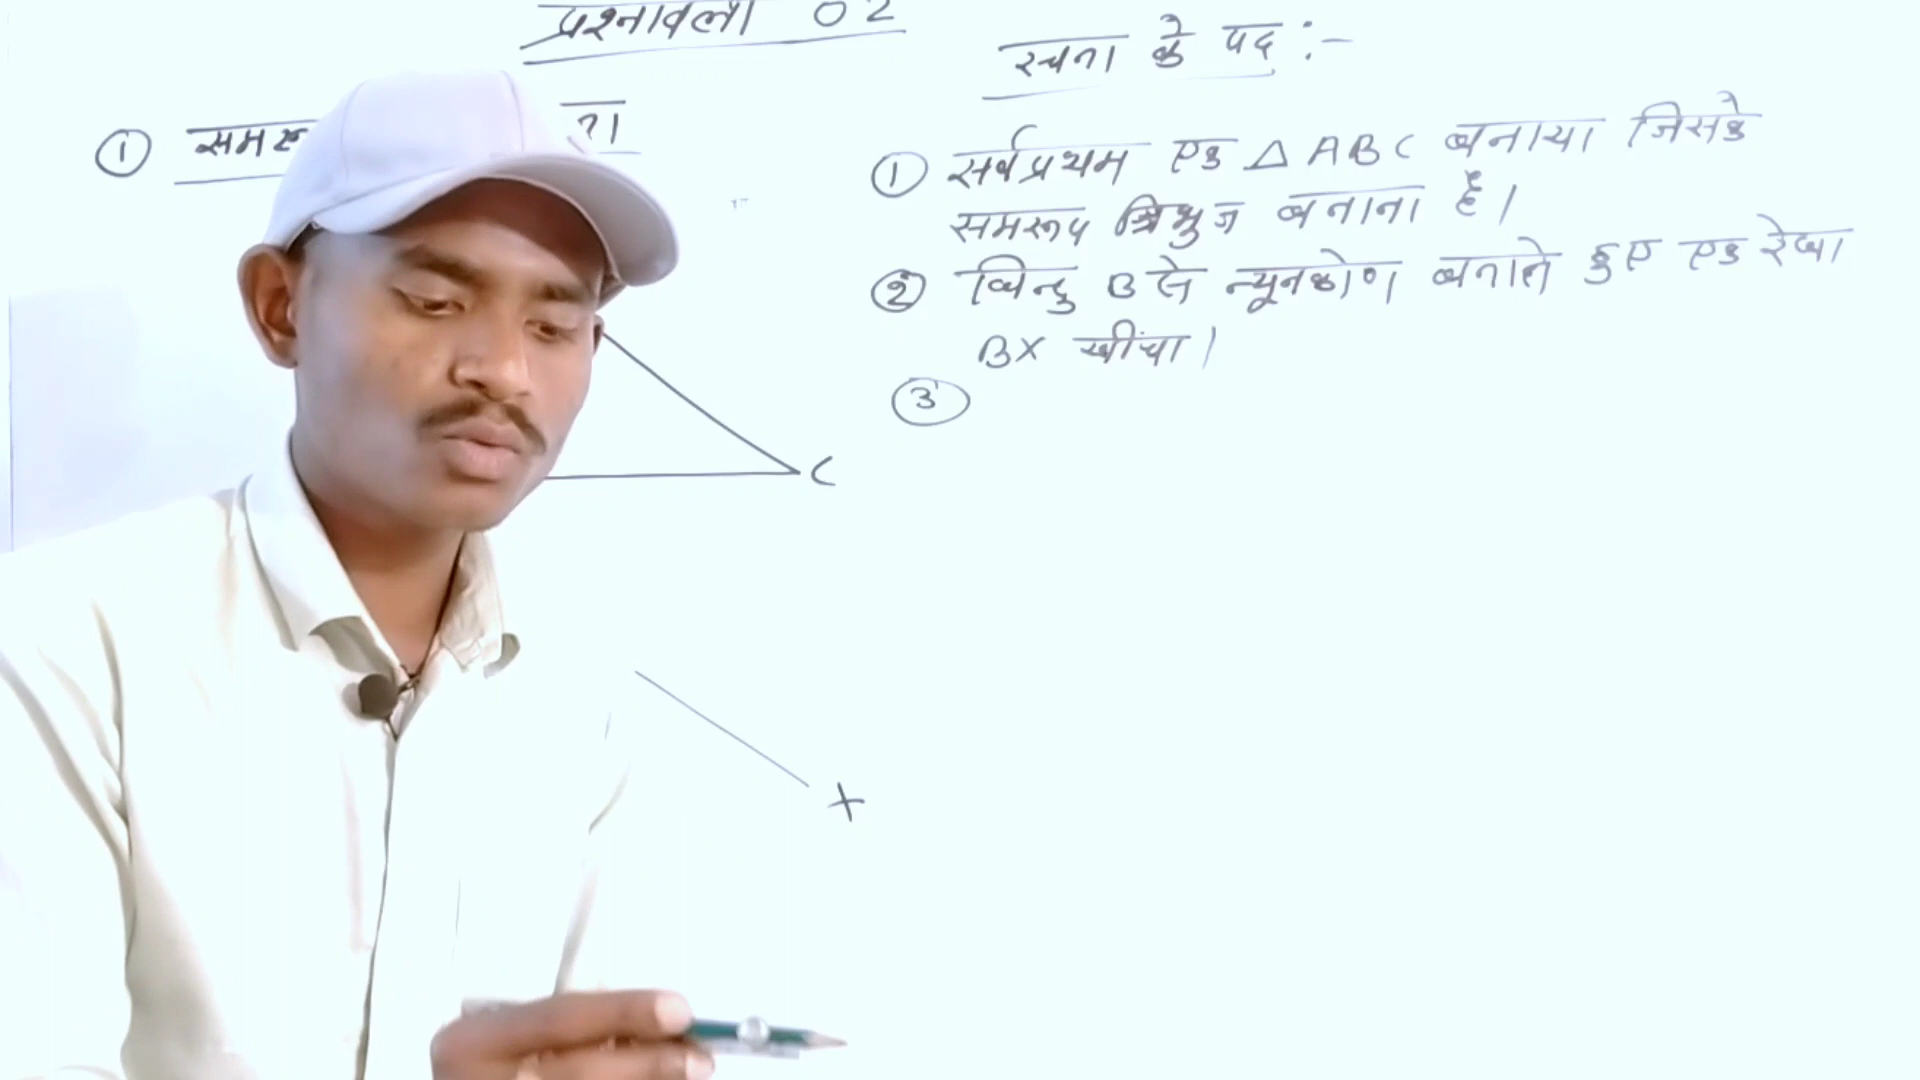 प्रश्नावली 02
① समरू
ना
C
X
रचना के पद :-
① सर्वप्रथम एक △ ABC बनाया जिसके
समरूप त्रिभुज बनाना है।
② बिन्दु B से न्यूनकोण बनाते हुए एक रेखा
BX खींचा।
③